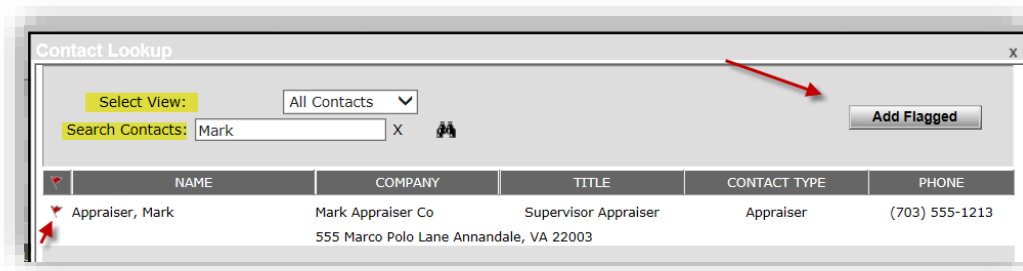 Contact Lookup x
Select View: All Contacts
Add Flagged
Search Contacts: Mark X
NAME COMPANY TITLE CONTACT TYPE PHONE
Appraiser, Mark Mark Appraiser Co Supervisor Appraiser Appraiser (703) 555-1213
555 Marco Polo Lane Annandale, VA 22003